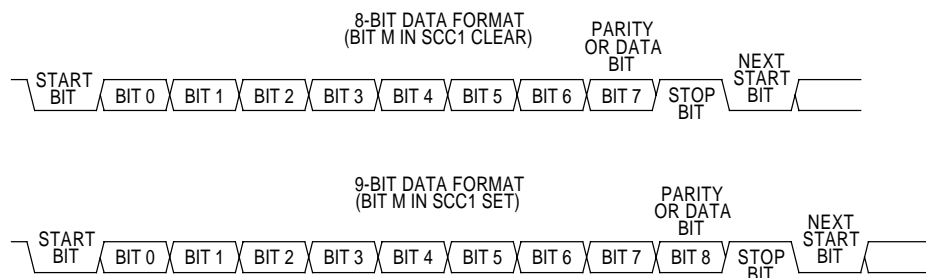 8-BIT DATA FORMAT
(BIT M IN SCC1 CLEAR)
PARITY
OR DATA
BIT
NEXT
START
BIT
START
BIT
BIT 0
BIT 1
BIT 2
BIT 3
BIT 4
BIT 5
BIT 6
BIT 7
STOP
BIT
9-BIT DATA FORMAT
(BIT M IN SCC1 SET)
PARITY
OR DATA
BIT
NEXT
START
BIT
START
BIT
BIT 0
BIT 1
BIT 2
BIT 3
BIT 4
BIT 5
BIT 6
BIT 7
BIT 8
STOP
BIT